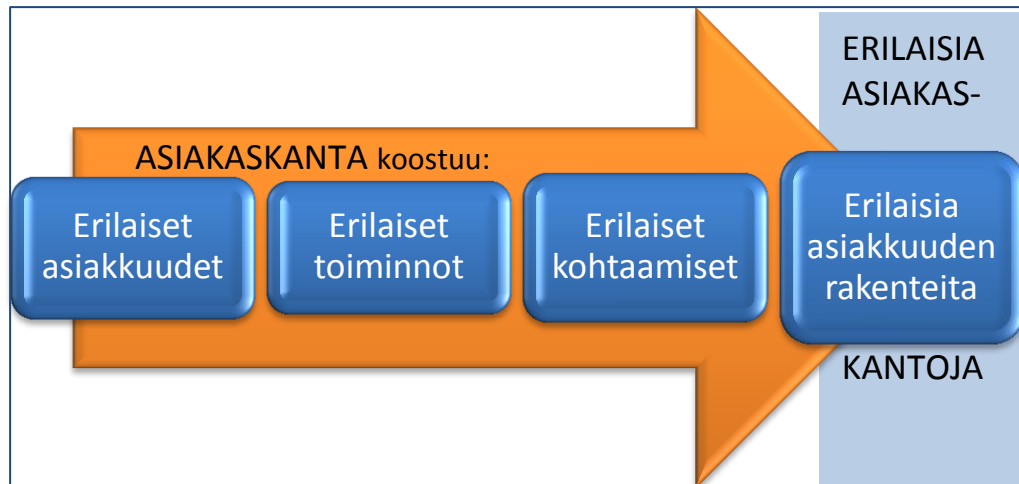 ERILAISIA
ASIAKAS-
ASIAKASKANTA koostuu:
Erilaiset
asiakkuudet
Erilaiset
toiminnot
Erilaiset
kohtaamiset
Erilaisia
asiakkuuden
rakenteita
KANTOJA